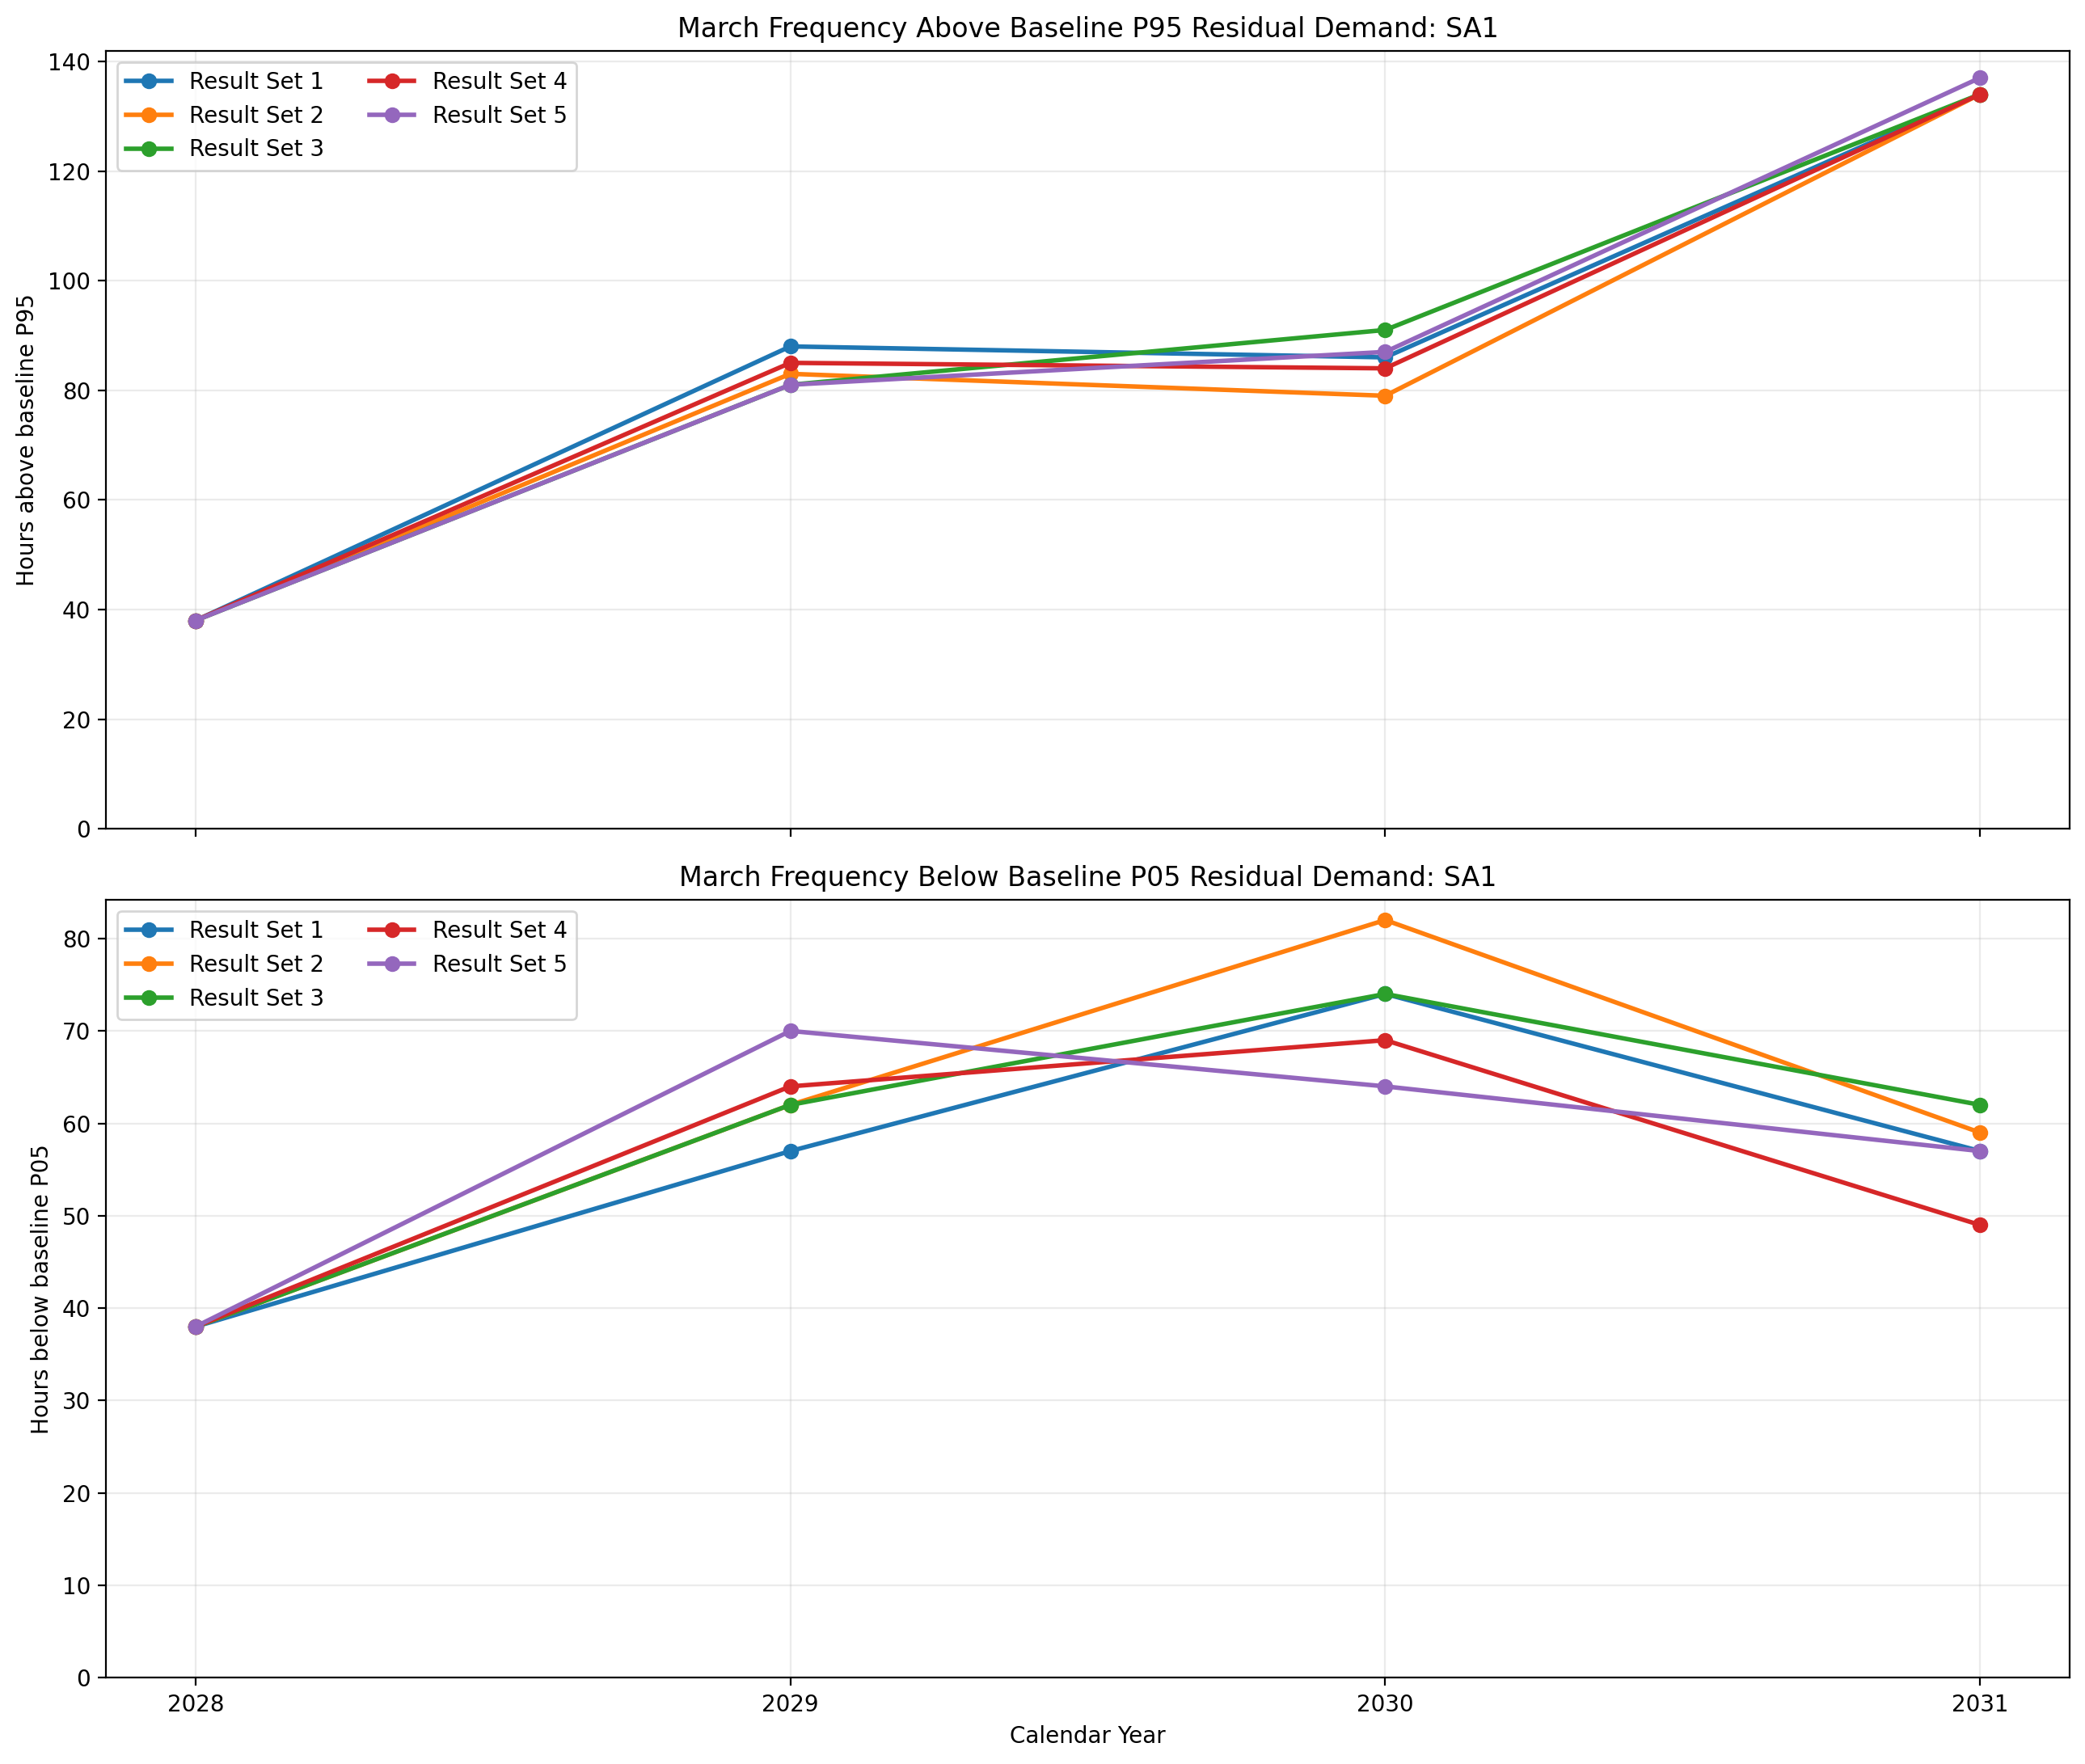 March Frequency Above Baseline P95 Residual Demand: SA1
Hours above baseline P95
140
120
100
80
60
40
20
0
Result Set 1
Result Set 2
Result Set 3
Result Set 4
Result Set 5
March Frequency Below Baseline P05 Residual Demand: SA1
Hours below baseline P05
80
70
60
50
40
30
20
10
0
Result Set 1
Result Set 2
Result Set 3
Result Set 4
Result Set 5
2028 2029 2030 2031
Calendar Year